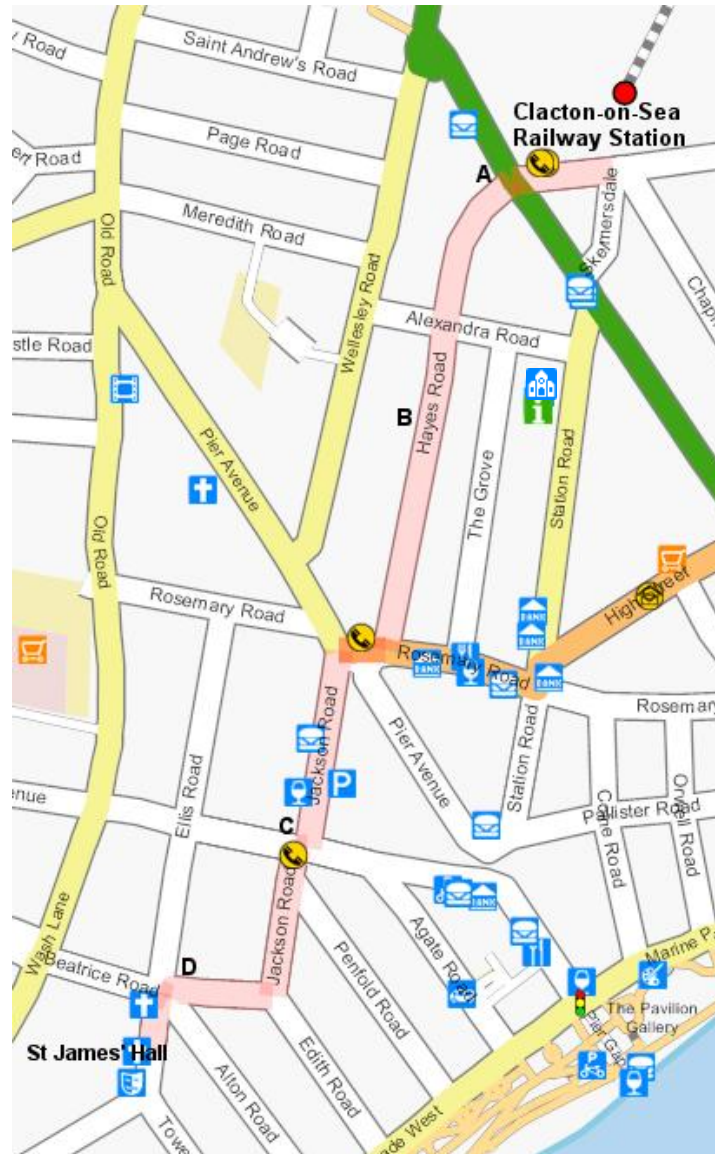 y Road
Saint Andrew's Road
Clacton-on-Sea
Railway Station
Page Road
Road
A
Skelmersdale
Old Road
Meredith Road
Wellesley Road
Alexandra Road
stle Road
Hayes Road
B
Pier Avenue
The Grove
Station Road
i
Old Road
High Street
Rosemary Road
BANK
BANK
Rosemary Road
BANK
BANK
Rosemary
Jackson Road
Pier Avenue
Station Road
P
enue
Ellis Road
C
Pallister Road
Orwell Road
Jackson Road
BANK
Agate Road
Penfold Road
Marine Pa
Wash Lane
D
Beatrice Road
The Pavilion
Gallery
St James' Hall
Pier Gap
P
Edith Road
Alton Road
Towe
ade West